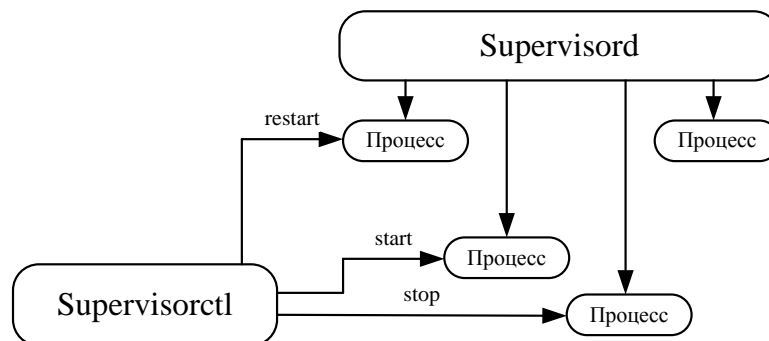 Supervisord
restart
Процесс
Процесс
start
Процесс
Supervisorctl
stop
Процесс